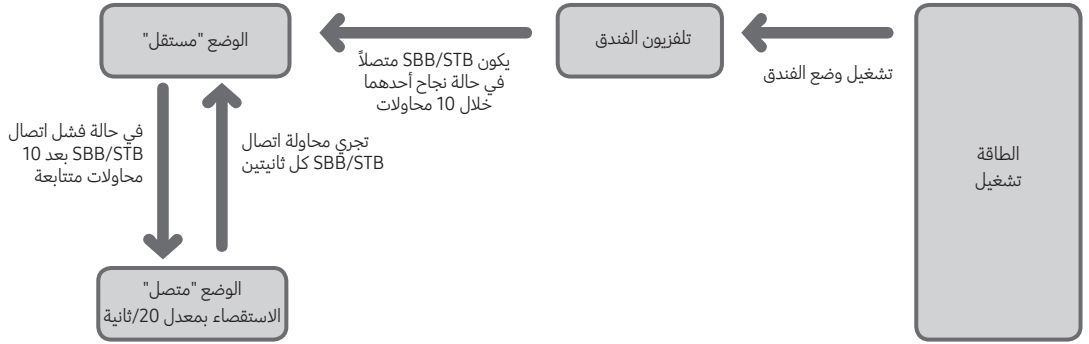 الطاقة
تشغيل
تشغيل وضع الفندق
تلفزيون الفندق
يكون SBB/STB متصلاً
في حالة نجاح أحدهما
خلال 10 محاولات
الوضع "مستقل"
في حالة فشل اتصال
SBB/STB بعد 10
محاولات متتابعة
تجري محاولة اتصال
SBB/STB كل ثانيتين
الوضع "متصل"
الاستقصاء بمعدل 20/ثانية